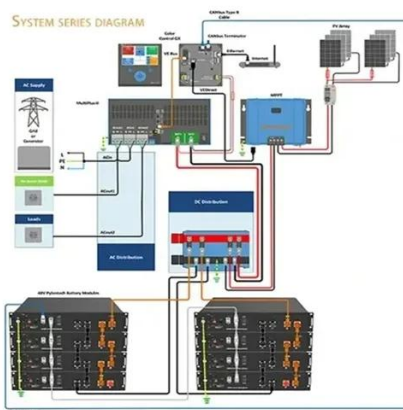 SYSTEM SERIES DIAGRAM
CANbus Type B
Cable
Color
Control GX
CANbus Terminator
Ethernet
Internet
VE Bus
VE Direct
PV Array
AC Supply
Grid
or
Generator
MultiPlus-II
MPPT
L
PE
N
ACin
ACout1
Loads
ACout2
AC Distribution
DC Distribution
48V Pylontech Battery Modules